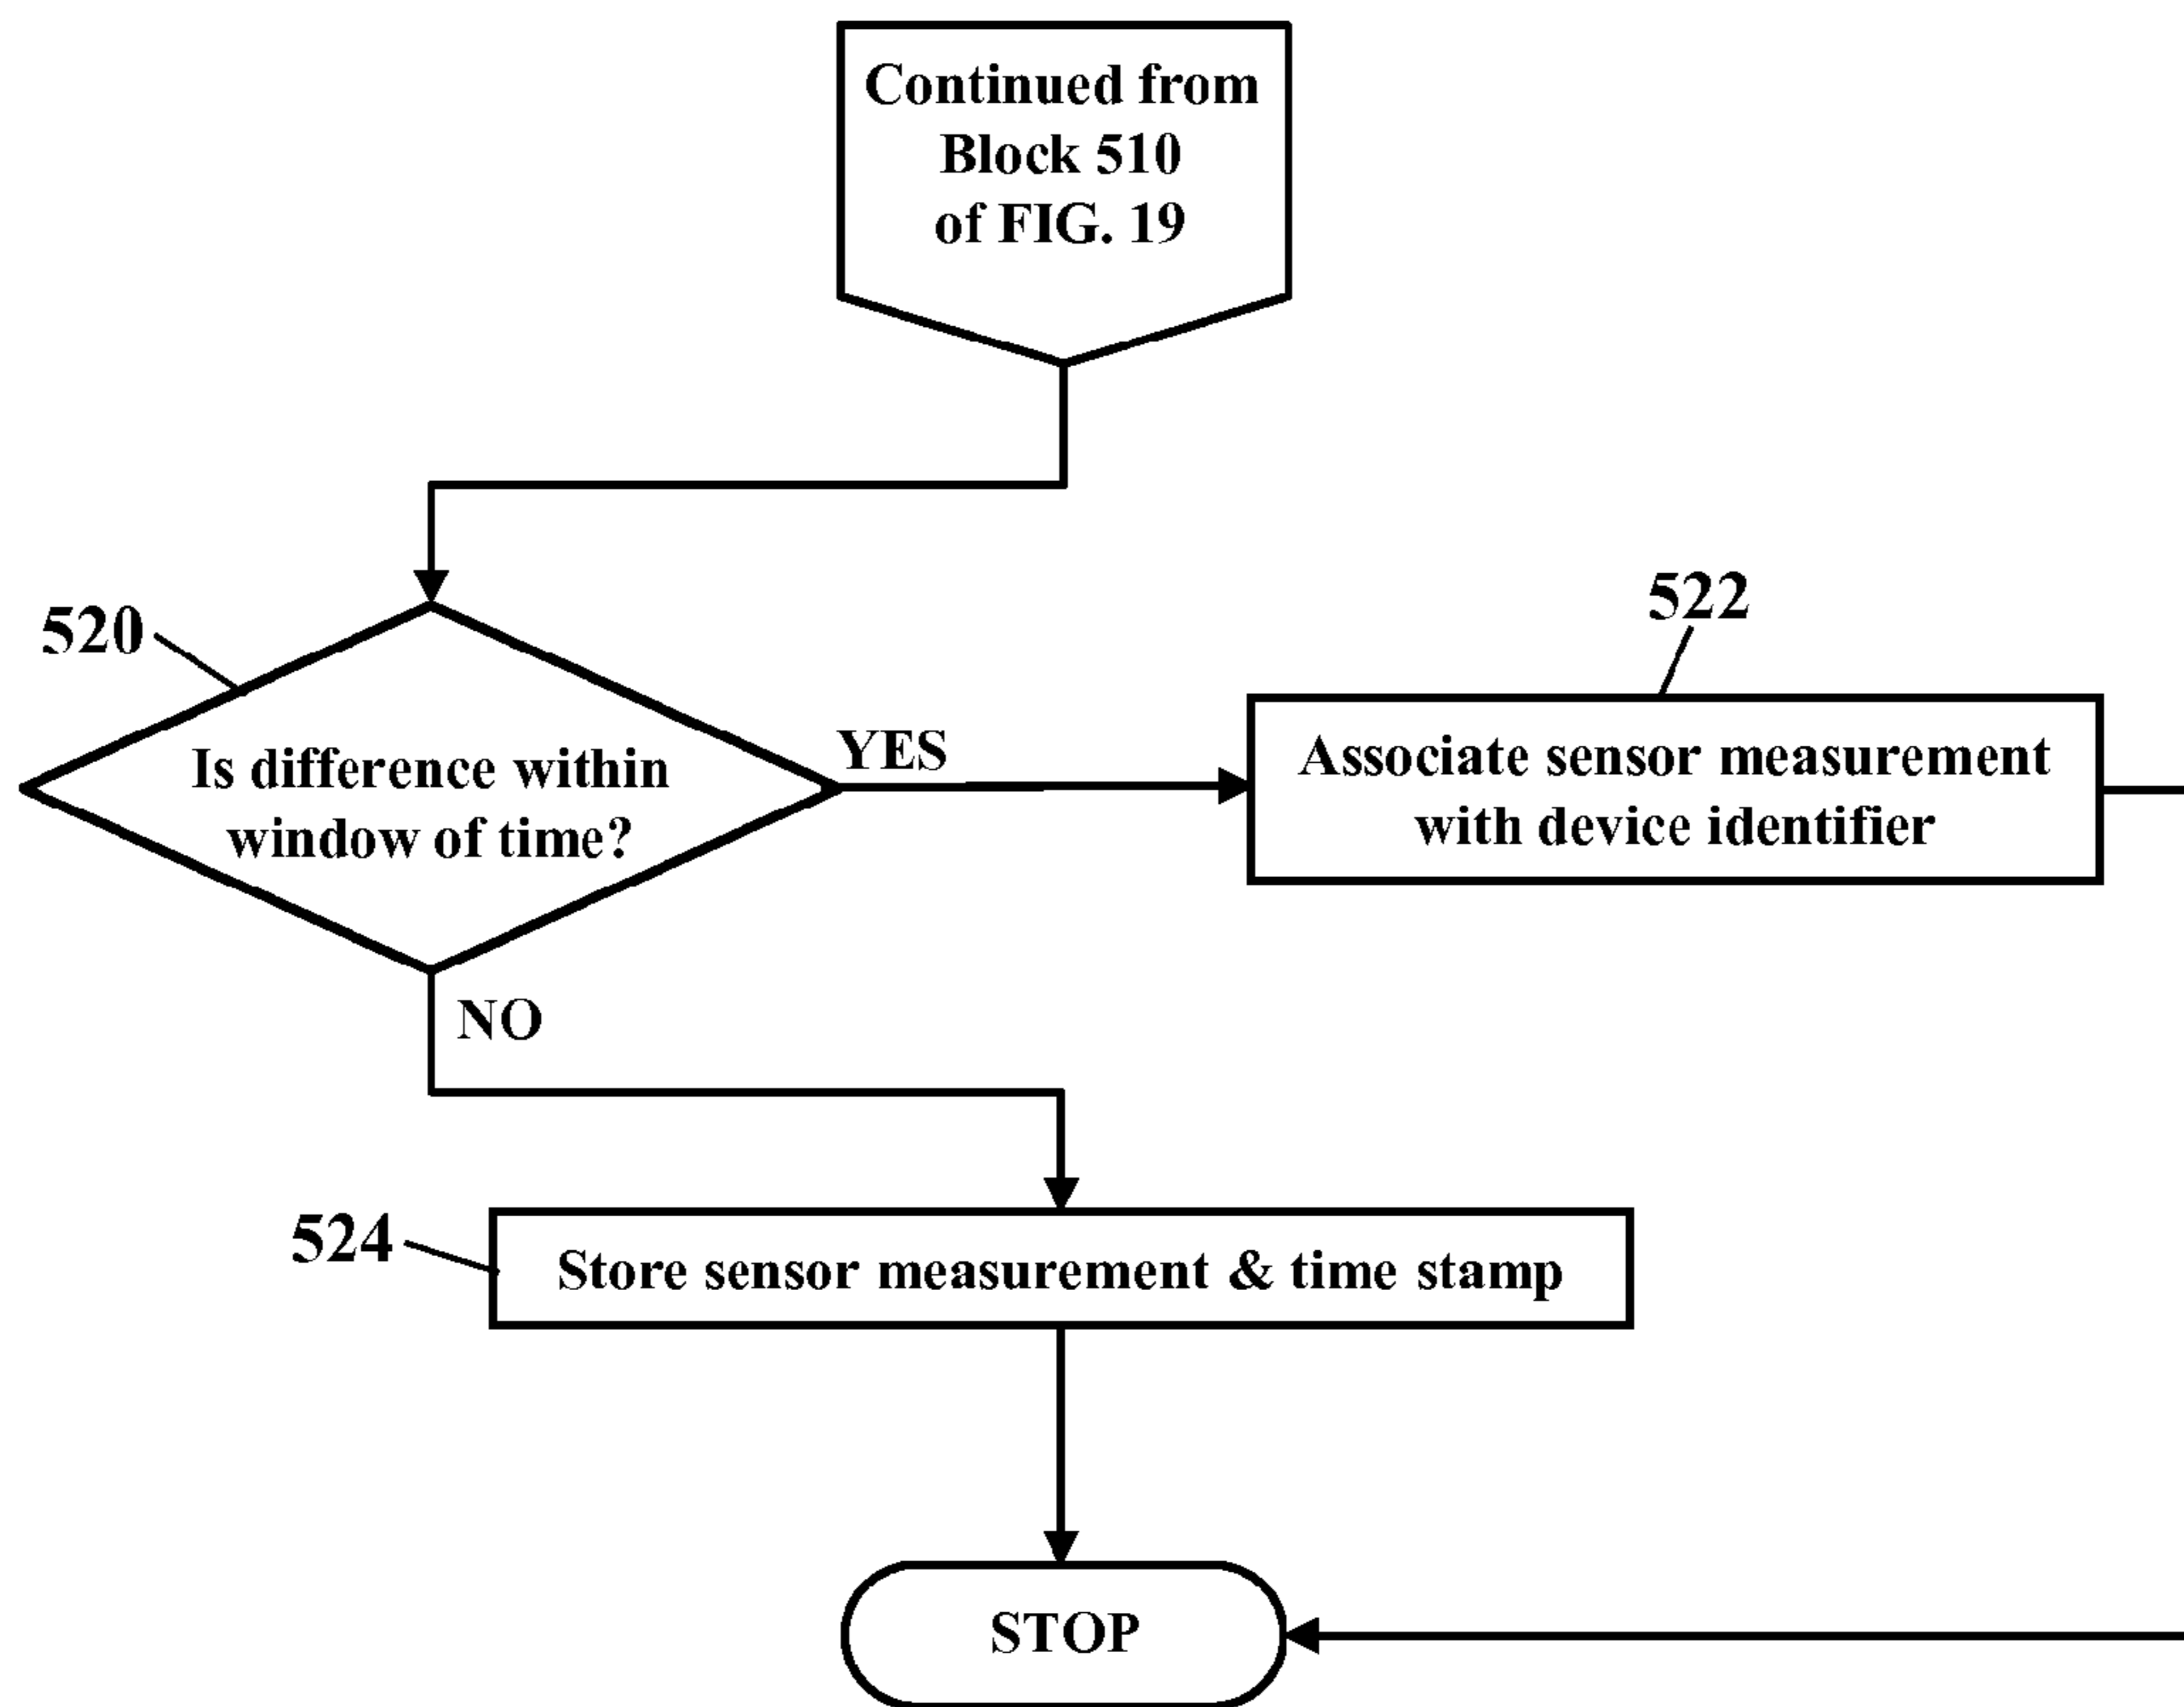 Continued from
Block 510
of FIG. 19
520
522
Is difference within
window of time?
YES
Associate sensor measurement
with device identifier
NO
524
Store sensor measurement & time stamp
STOP